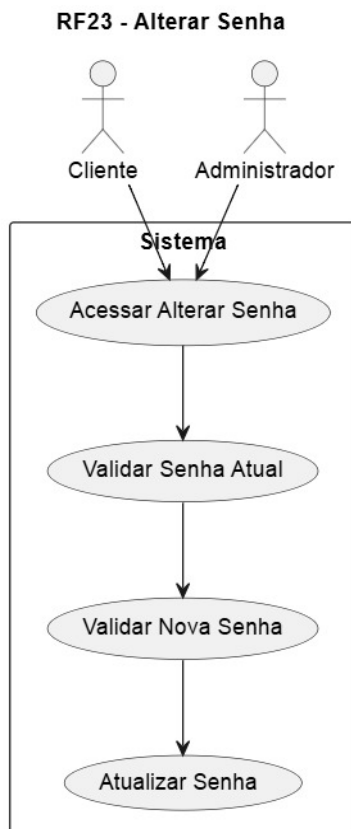 RF23 - Alterar Senha
Cliente
Administrador
Sistema
Acessar Alterar Senha
Validar Senha Atual
Validar Nova Senha
Atualizar Senha